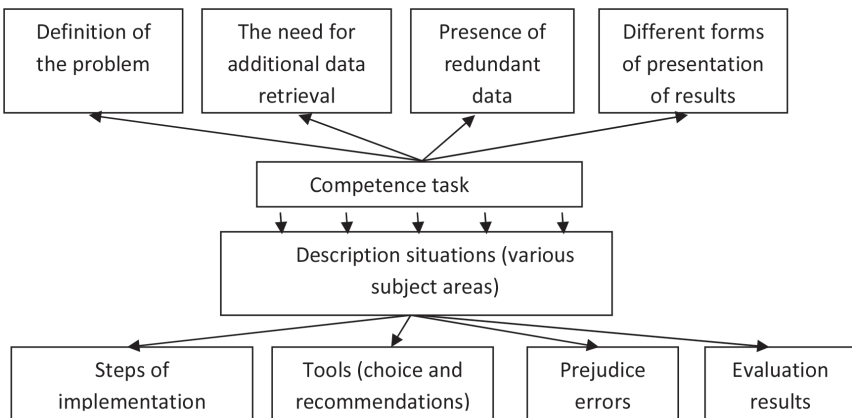 Definition of
the problem
The need for
additional data
retrieval
Presence of
redundant
data
Different forms
of presentation
of results
Competence task
Description situations (various
subject areas)
Steps of
implementation
Tools (choice and
recommendations)
Prejudice
errors
Evaluation
results